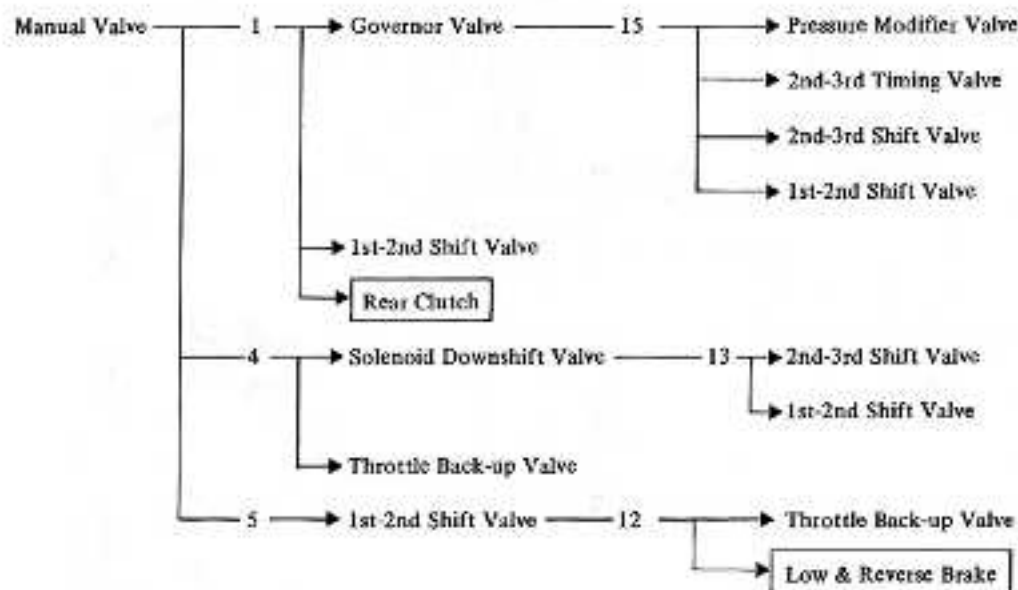 Manual Valve 1 Governor Valve 15 Pressure Modifier Valve
2nd-3rd Timing Valve
2nd-3rd Shift Valve
1st-2nd Shift Valve
1st-2nd Shift Valve
Rear Clutch
4 Solenoid Downshift Valve 13 2nd-3rd Shift Valve
1st-2nd Shift Valve
Throttle Back-up Valve
5 1st-2nd Shift Valve 12 Throttle Back-up Valve
Low & Reverse Brake